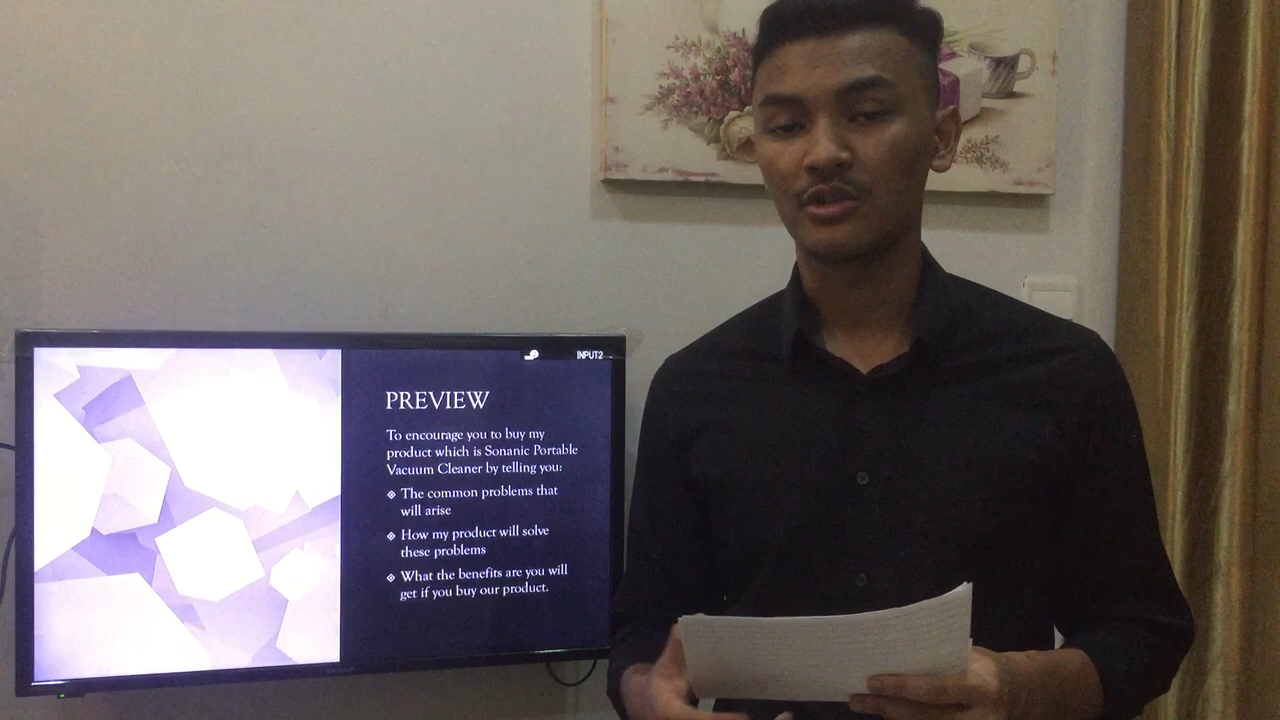 INPUT2
PREVIEW
To encourage you to buy my
product which is Sonanic Portable
Vacuum Cleaner by telling you:
The common problems that
will arise
How my product will solve
these problems
What the benefits are you will
get if you buy our product.